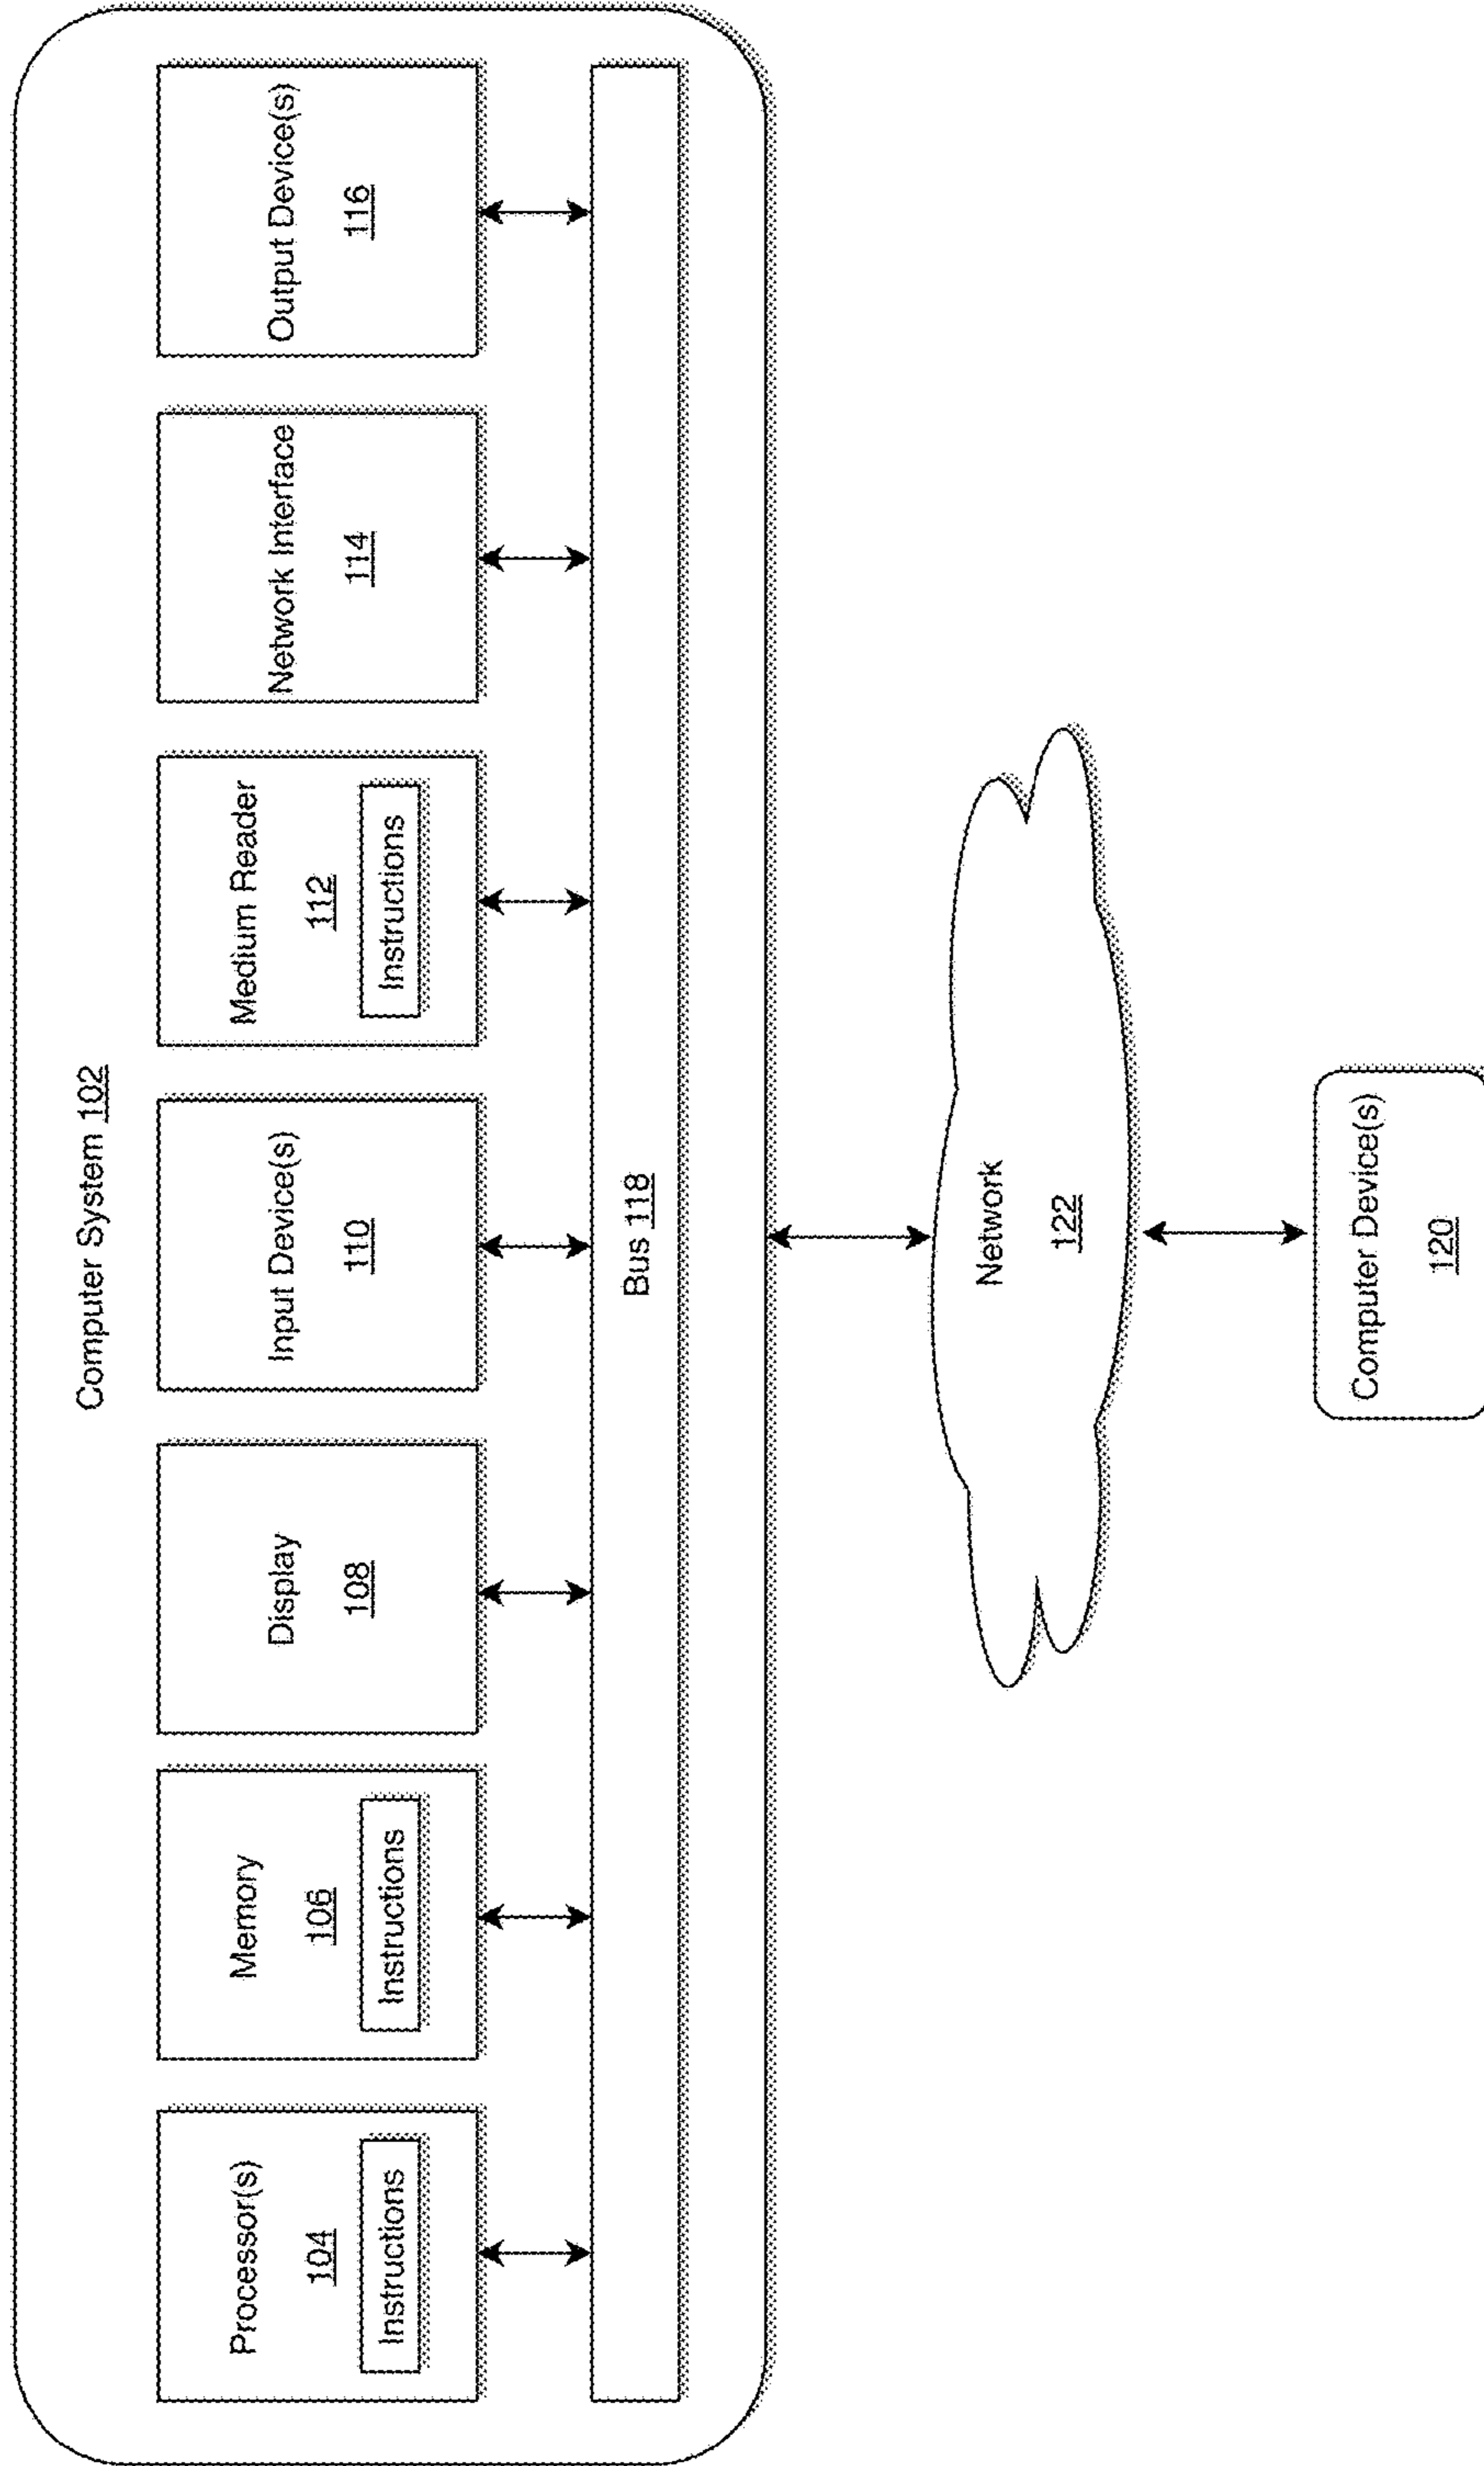 Computer System 102
Processor(s)
104
Instructions
Memory
106
Instructions
Display
108
Input Device(s)
110
Medium Reader
112
Instructions
Network Interface
114
Output Device(s)
116
Bus 118
Network
122
Computer Device(s)
120